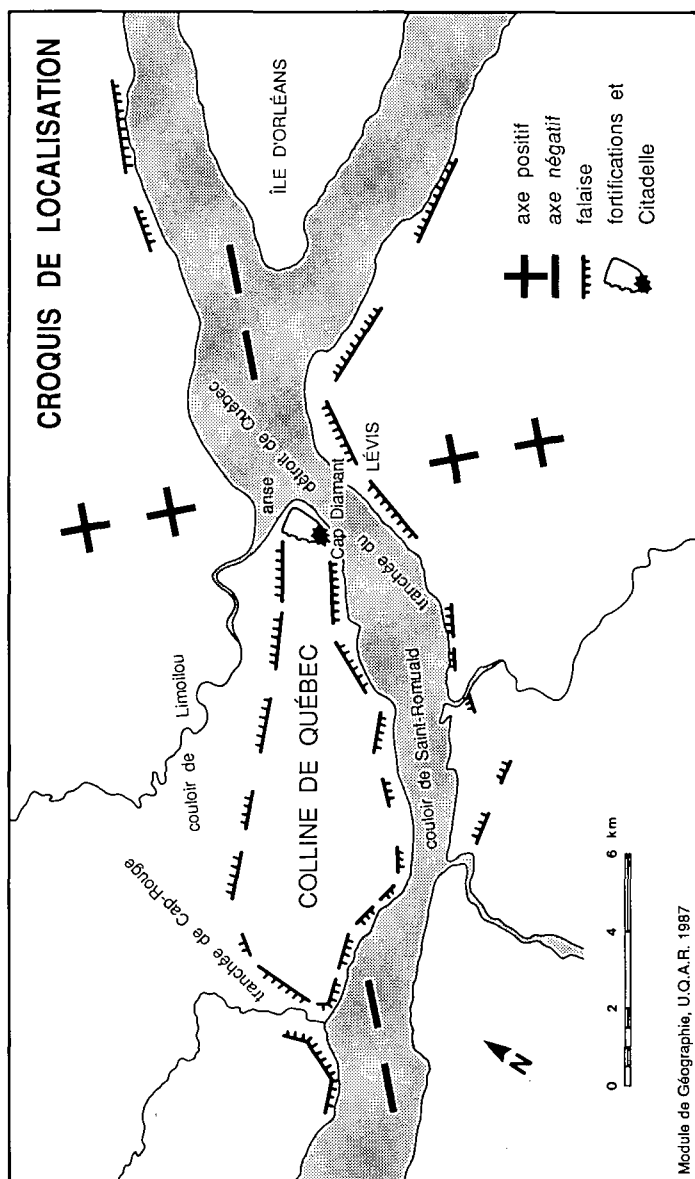 CROQUIS DE LOCALISATION
ÎLE D'ORLÉANS
détroit de Québec
anse
Cap Diamant
LÉVIS
tranchée du
couloir de Limoilou
COLLINE DE QUÉBEC
couloir de Saint-Romuald
tranchée de Cap-Rouge
axe positif
axe négatif
falaise
fortifications et
Citadelle
N
0 2 4 6 km
Module de Géographie, U.Q.A.R. 1987